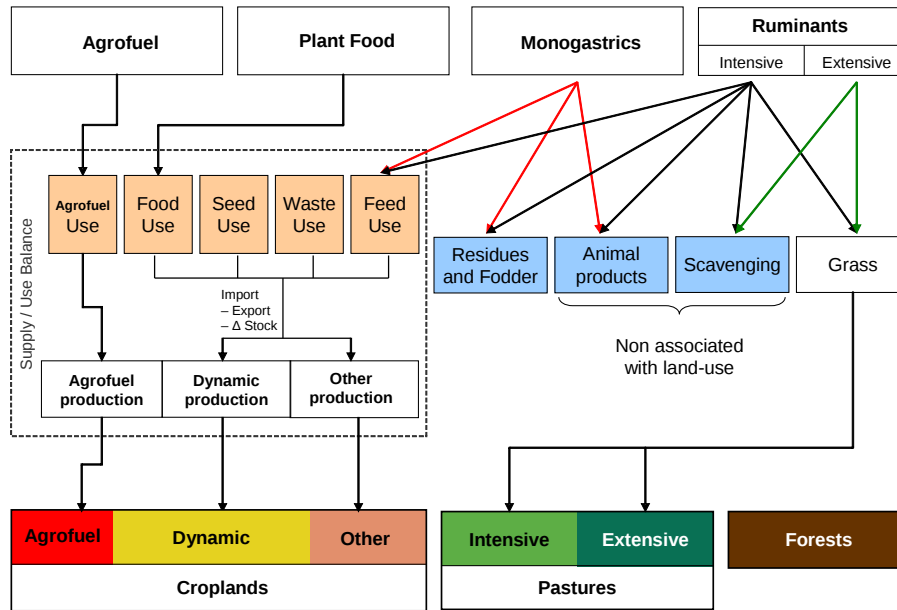 Agrofuel
Plant Food
Monogastrics
Ruminants
Intensive
Extensive
Supply / Use Balance
Agrofuel
Use
Food
Use
Seed
Use
Waste
Use
Feed
Use
Residues
and Fodder
Animal
products
Scavenging
Grass
Import
– Export
– Δ Stock
Non associated
with land-use
Agrofuel
production
Dynamic
production
Other
production
Agrofuel
Dynamic
Other
Croplands
Intensive
Extensive
Pastures
Forests